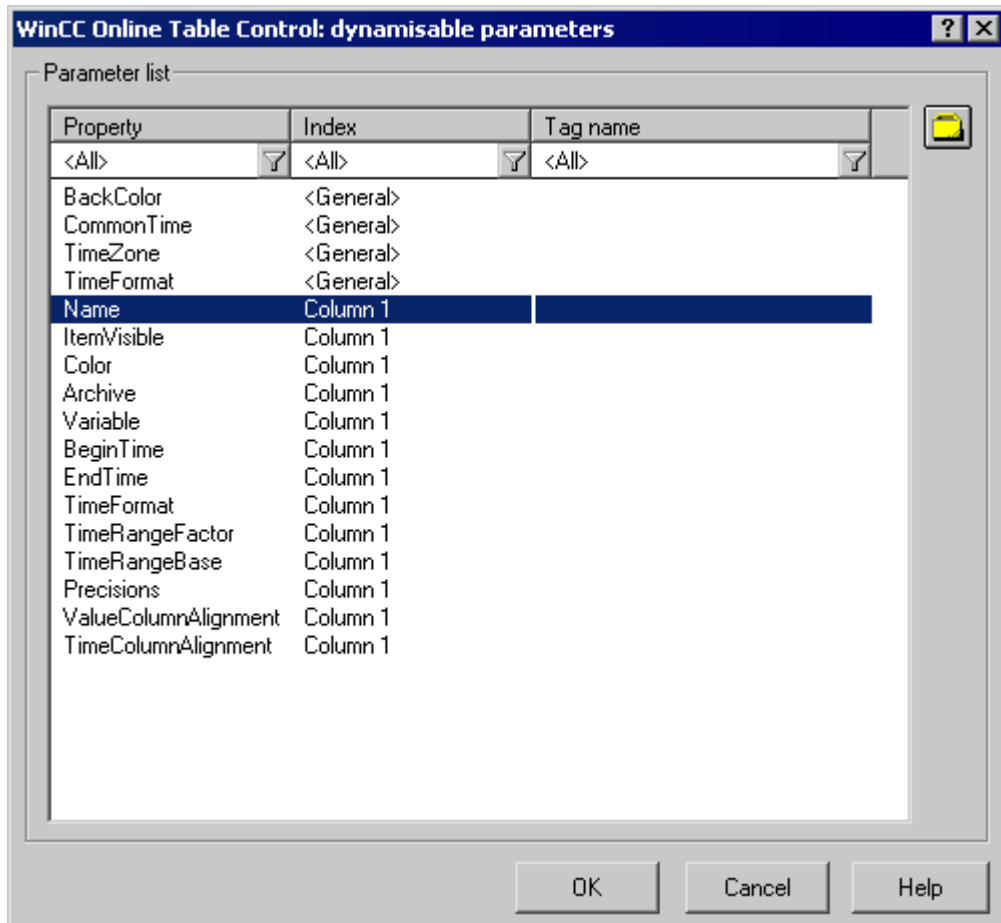 WinCC Online Table Control: dynamisable parameters
Parameter list
Property Index Tag name
<All> <All> <All>
BackColor <General>
CommonTime <General>
TimeZone <General>
TimeFormat <General>
Name Column 1
ItemVisible Column 1
Color Column 1
Archive Column 1
Variable Column 1
BeginTime Column 1
EndTime Column 1
TimeFormat Column 1
TimeRangeFactor Column 1
TimeRangeBase Column 1
Precisions Column 1
ValueColumnAlignment Column 1
TimeColumnAlignment Column 1
OK Cancel Help